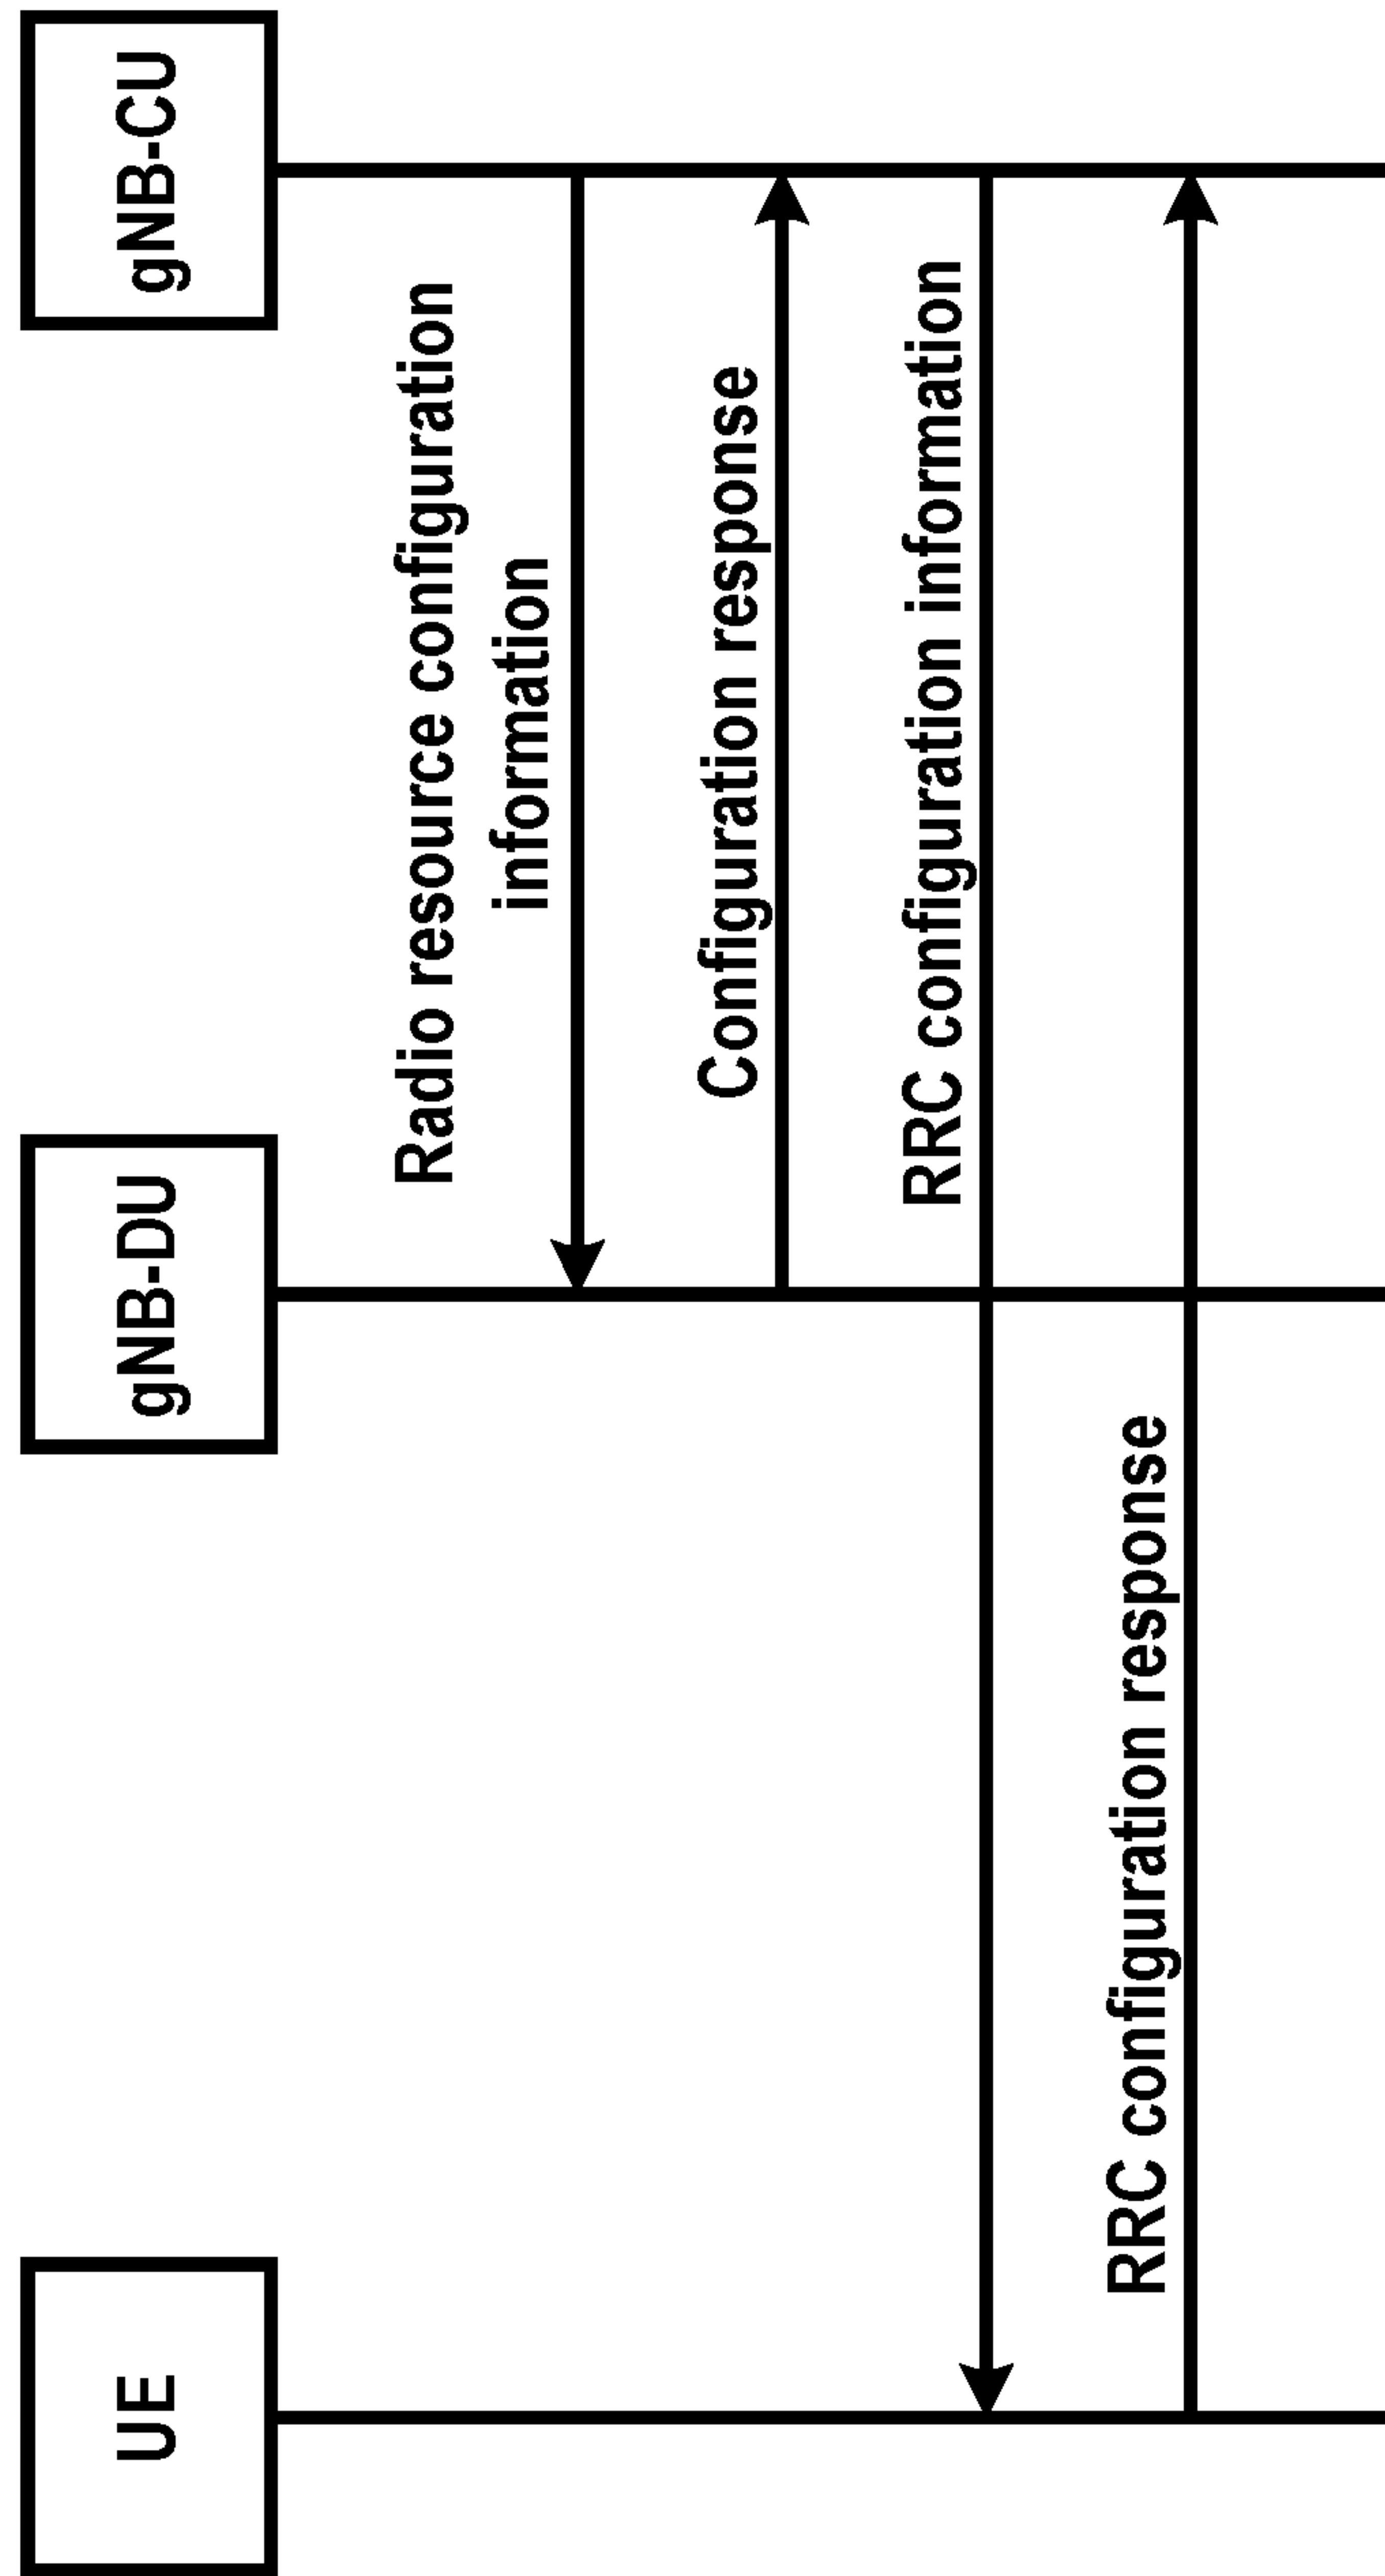 UE
gNB-DU
gNB-CU
Radio resource configuration
information
Configuration response
RRC configuration information
RRC configuration response